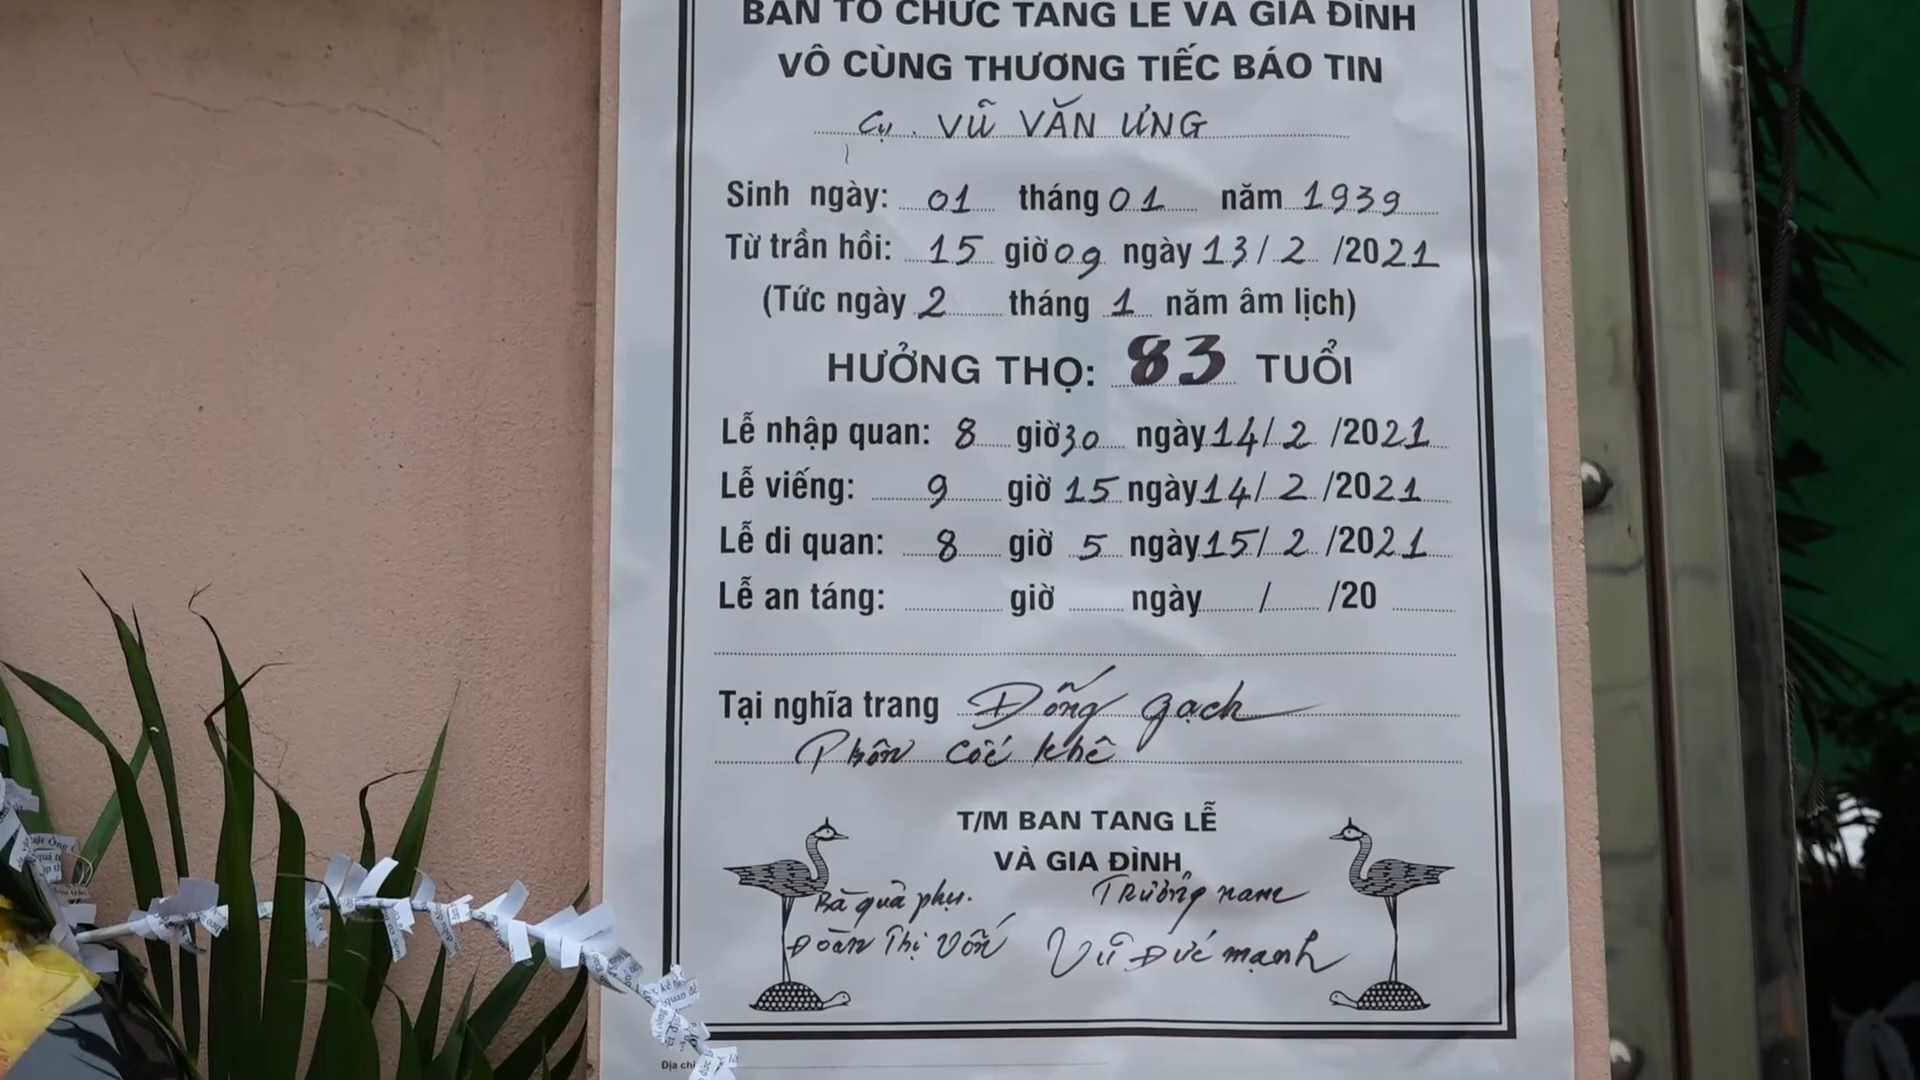 BAN TỔ CHỨC TANG LỄ VÀ GIA ĐÌNH
VÔ CÙNG THƯƠNG TIẾC BÁO TIN
Cụ. VŨ VĂN ƯNG
Sinh ngày: 01 tháng 01 năm 1939
Từ trần hồi: 15 giờ 09 ngày 13/ 2 /2021
(Tức ngày 2 tháng 1 năm âm lịch)
HƯỞNG THỌ: 83 TUỔI
Lễ nhập quan: 8 giờ 30 ngày 14/ 2 /2021
Lễ viếng: 9 giờ 15 ngày 14/ 2 /2021
Lễ di quan: 8 giờ 5 ngày 15/ 2 /2021
Lễ an táng: giờ ngày / /20
Tại nghĩa trang Đống gạch
Thôn Cốc Khê
T/M BAN TANG LỄ
VÀ GIA ĐÌNH
Bà quả phụ. Trưởng nam
Đoàn Thị Vốn Vũ Đức mạnh
Địa chỉ